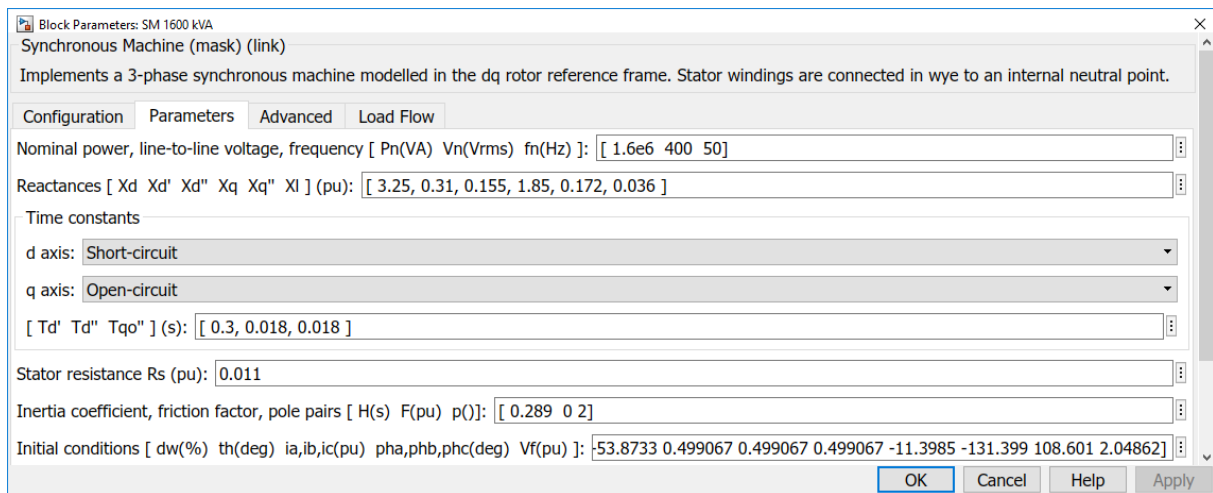 Block Parameters: SM 1600 kVA
Synchronous Machine (mask) (link)
Implements a 3-phase synchronous machine modelled in the dq rotor reference frame. Stator windings are connected in wye to an internal neutral point.
Configuration Parameters Advanced Load Flow
Nominal power, line-to-line voltage, frequency [ Pn(VA) Vn(Vrms) fn(Hz) ]: [ 1.6e6 400 50]
Reactances [ Xd Xd' Xd'' Xq Xq'' Xl ] (pu): [ 3.25, 0.31, 0.155, 1.85, 0.172, 0.036 ]
Time constants
d axis: Short-circuit
q axis: Open-circuit
[ Td' Td'' Tqo'' ] (s): [ 0.3, 0.018, 0.018 ]
Stator resistance Rs (pu): 0.011
Inertia coefficient, friction factor, pole pairs [ H(s) F(pu) p()]: [ 0.289 0 2]
Initial conditions [ dw(%) th(deg) ia,ib,ic(pu) pha,phb,phc(deg) Vf(pu) ]: -53.8733 0.499067 0.499067 0.499067 -11.3985 -131.399 108.601 2.04862]
OK Cancel Help Apply